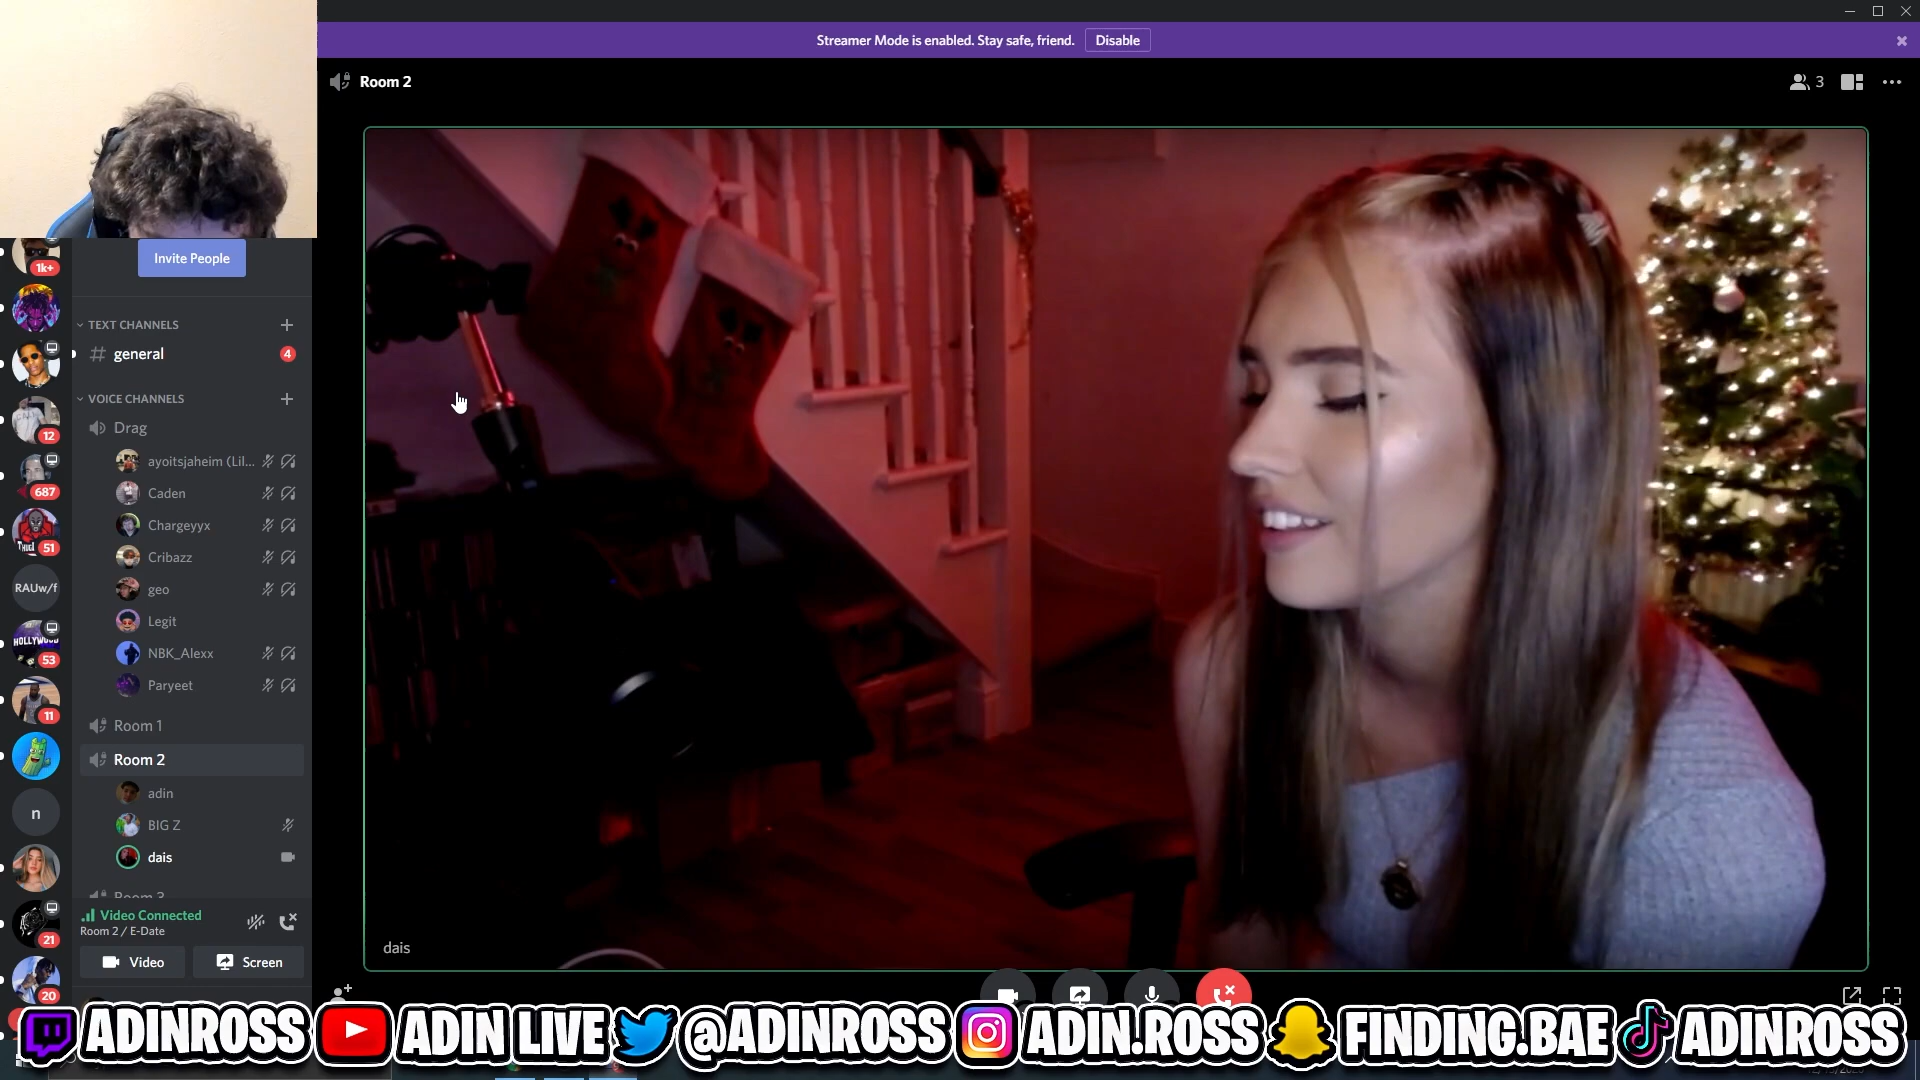 Streamer Mode is enabled. Stay safe, friend.
Disable
Room 2
3
Invite People
1k+
TEXT CHANNELS
general
4
VOICE CHANNELS
Drag
12
ayoitsjaheim (Lil...
687
Caden
Chargeyyx
51
Cribazz
RAUw/f
geo
Legit
HOLLYWOOD
53
NBK_Alexx
Paryeet
11
Room 1
Room 2
adin
n
BIG Z
dais
Room 3
Video Connected
Room 2 / E-Date
21
dais
Video
Screen
20
ADINROSS
ADIN LIVE
@ADINROSS
ADIN.ROSS
FINDING.BAE
ADINROSS